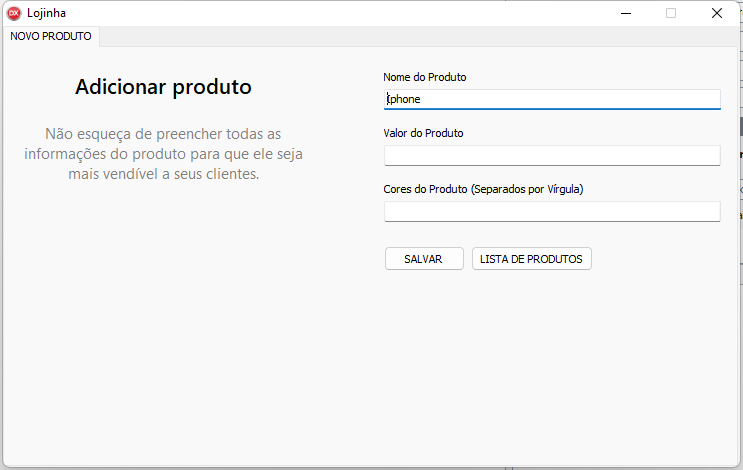 DX Lojinha
NOVO PRODUTO
Adicionar produto
Não esqueça de preencher todas as
informações do produto para que ele seja
mais vendível a seus clientes.
Nome do Produto
iphone
Valor do Produto
Cores do Produto (Separados por Vírgula)
SALVAR
LISTA DE PRODUTOS